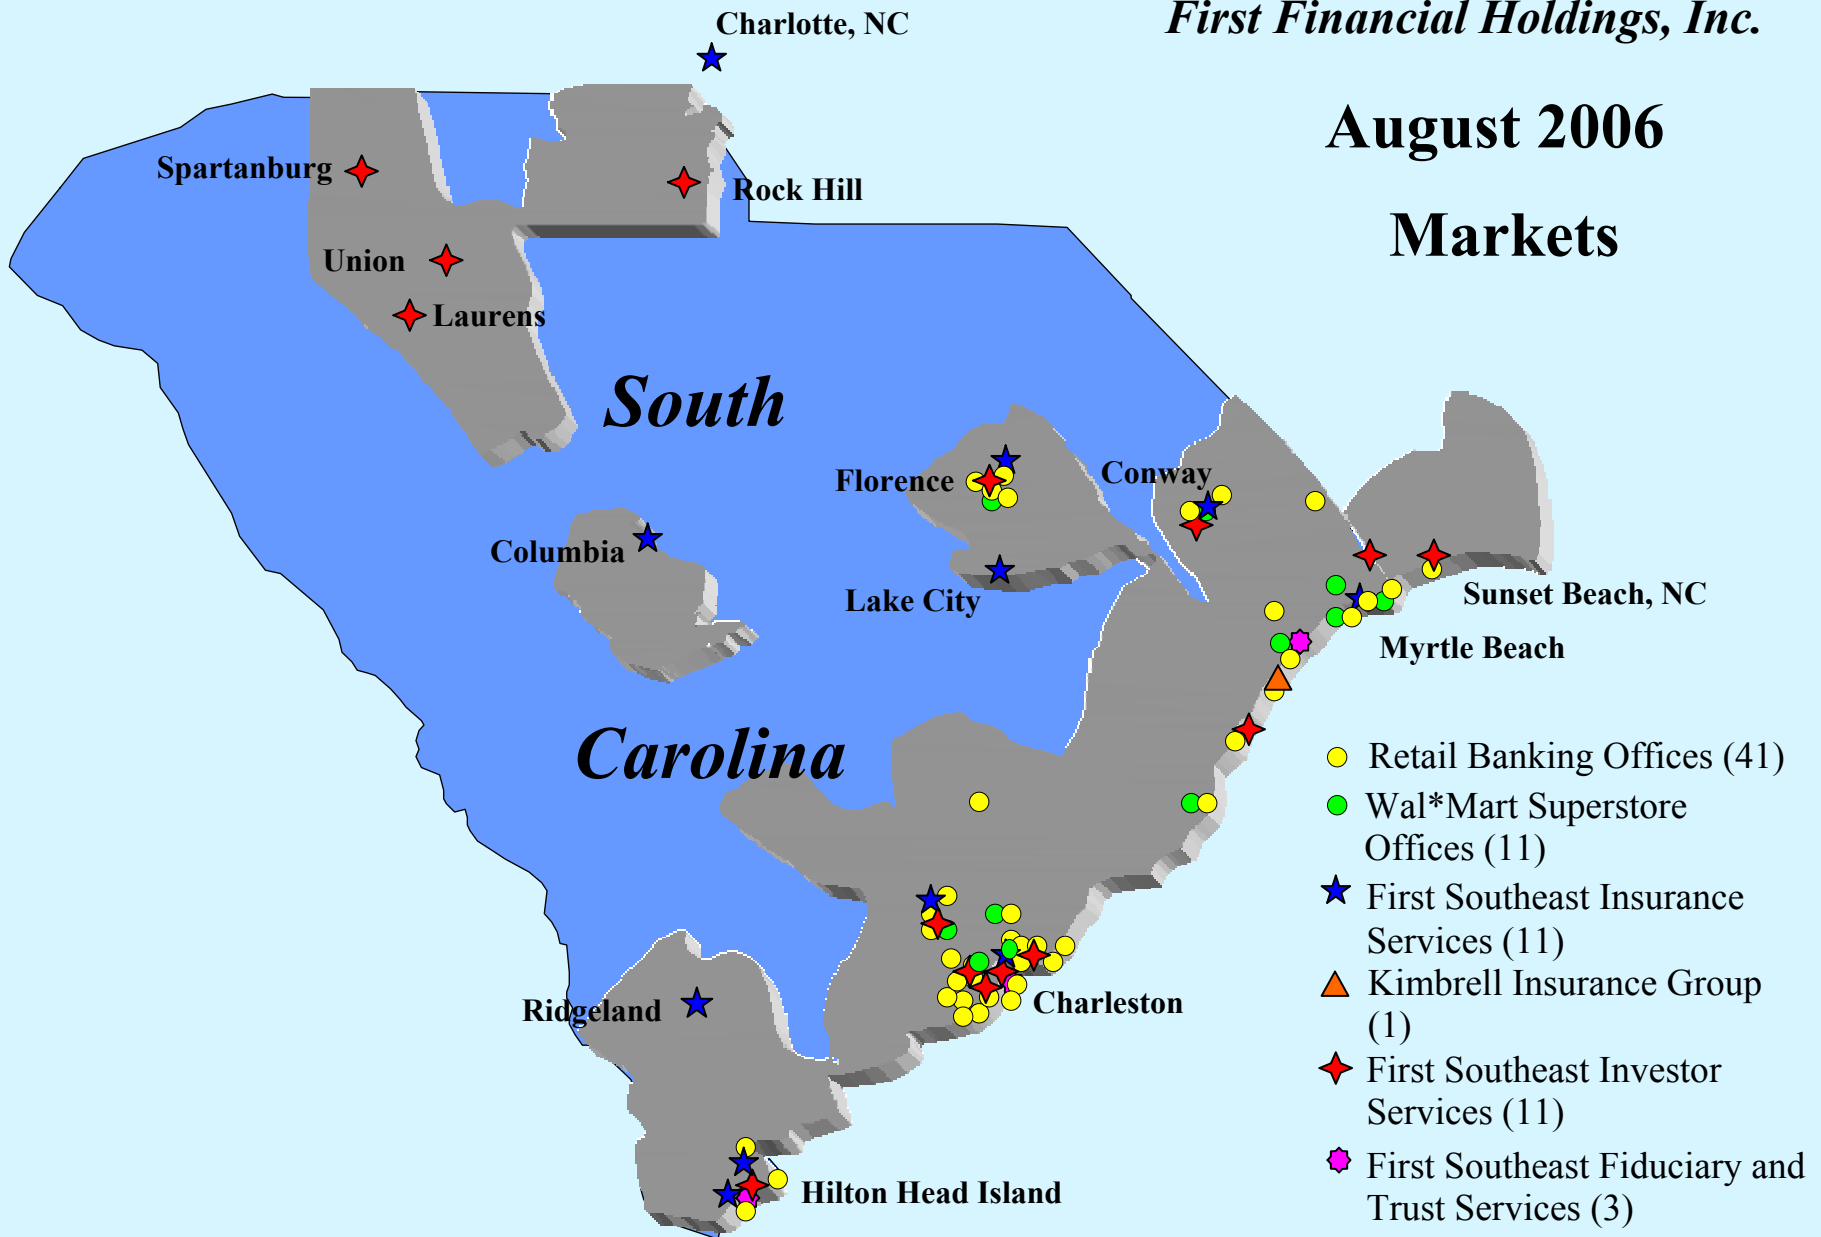 First Financial Holdings, Inc.
August 2006
Markets
Charlotte, NC
Spartanburg
Rock Hill
Union
Laurens
South
Florence
Conway
Columbia
Lake City
Sunset Beach, NC
Myrtle Beach
Carolina
Ridgeland
Charleston
Hilton Head Island
Retail Banking Offices (41)
Wal*Mart Superstore
Offices (11)
First Southeast Insurance
Services (11)
Kimbrell Insurance Group
(1)
First Southeast Investor
Services (11)
First Southeast Fiduciary and
Trust Services (3)